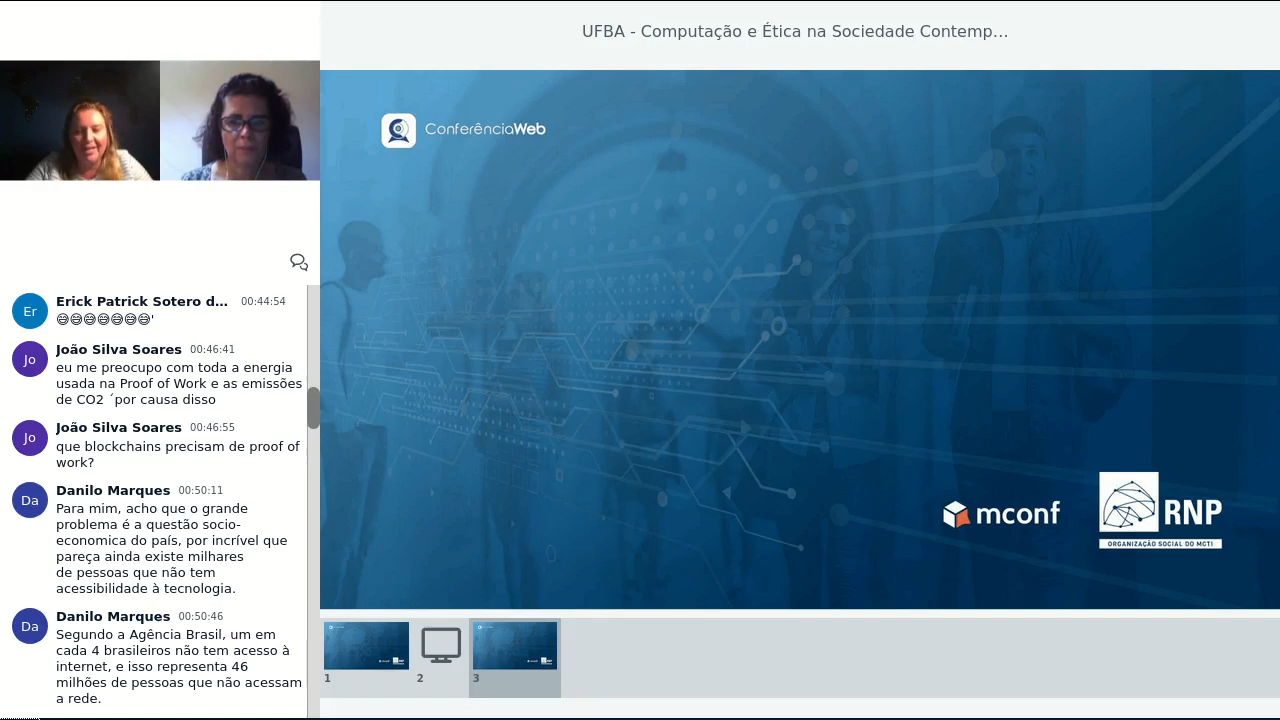 UFBA - Computação e Ética na Sociedade Contemp...
ConferênciaWeb
Er
Erick Patrick Sotero d... 00:44:54
😅😅😅😅😅😅😅'
Jo
João Silva Soares 00:46:41
eu me preocupo com toda a energia
usada na Proof of Work e as emissões
de CO2 ´por causa disso
Jo
João Silva Soares 00:46:55
que blockchains precisam de proof of
work?
Da
Danilo Marques 00:50:11
Para mim, acho que o grande
problema é a questão socio-
economica do país, por incrível que
pareça ainda existe milhares
de pessoas que não tem
acessibilidade à tecnologia.
Da
Danilo Marques 00:50:46
Segundo a Agência Brasil, um em
cada 4 brasileiros não tem acesso à
internet, e isso representa 46
milhões de pessoas que não acessam
a rede.
mconf
RNP
ORGANIZAÇÃO SOCIAL DO MCTI
1
2
3